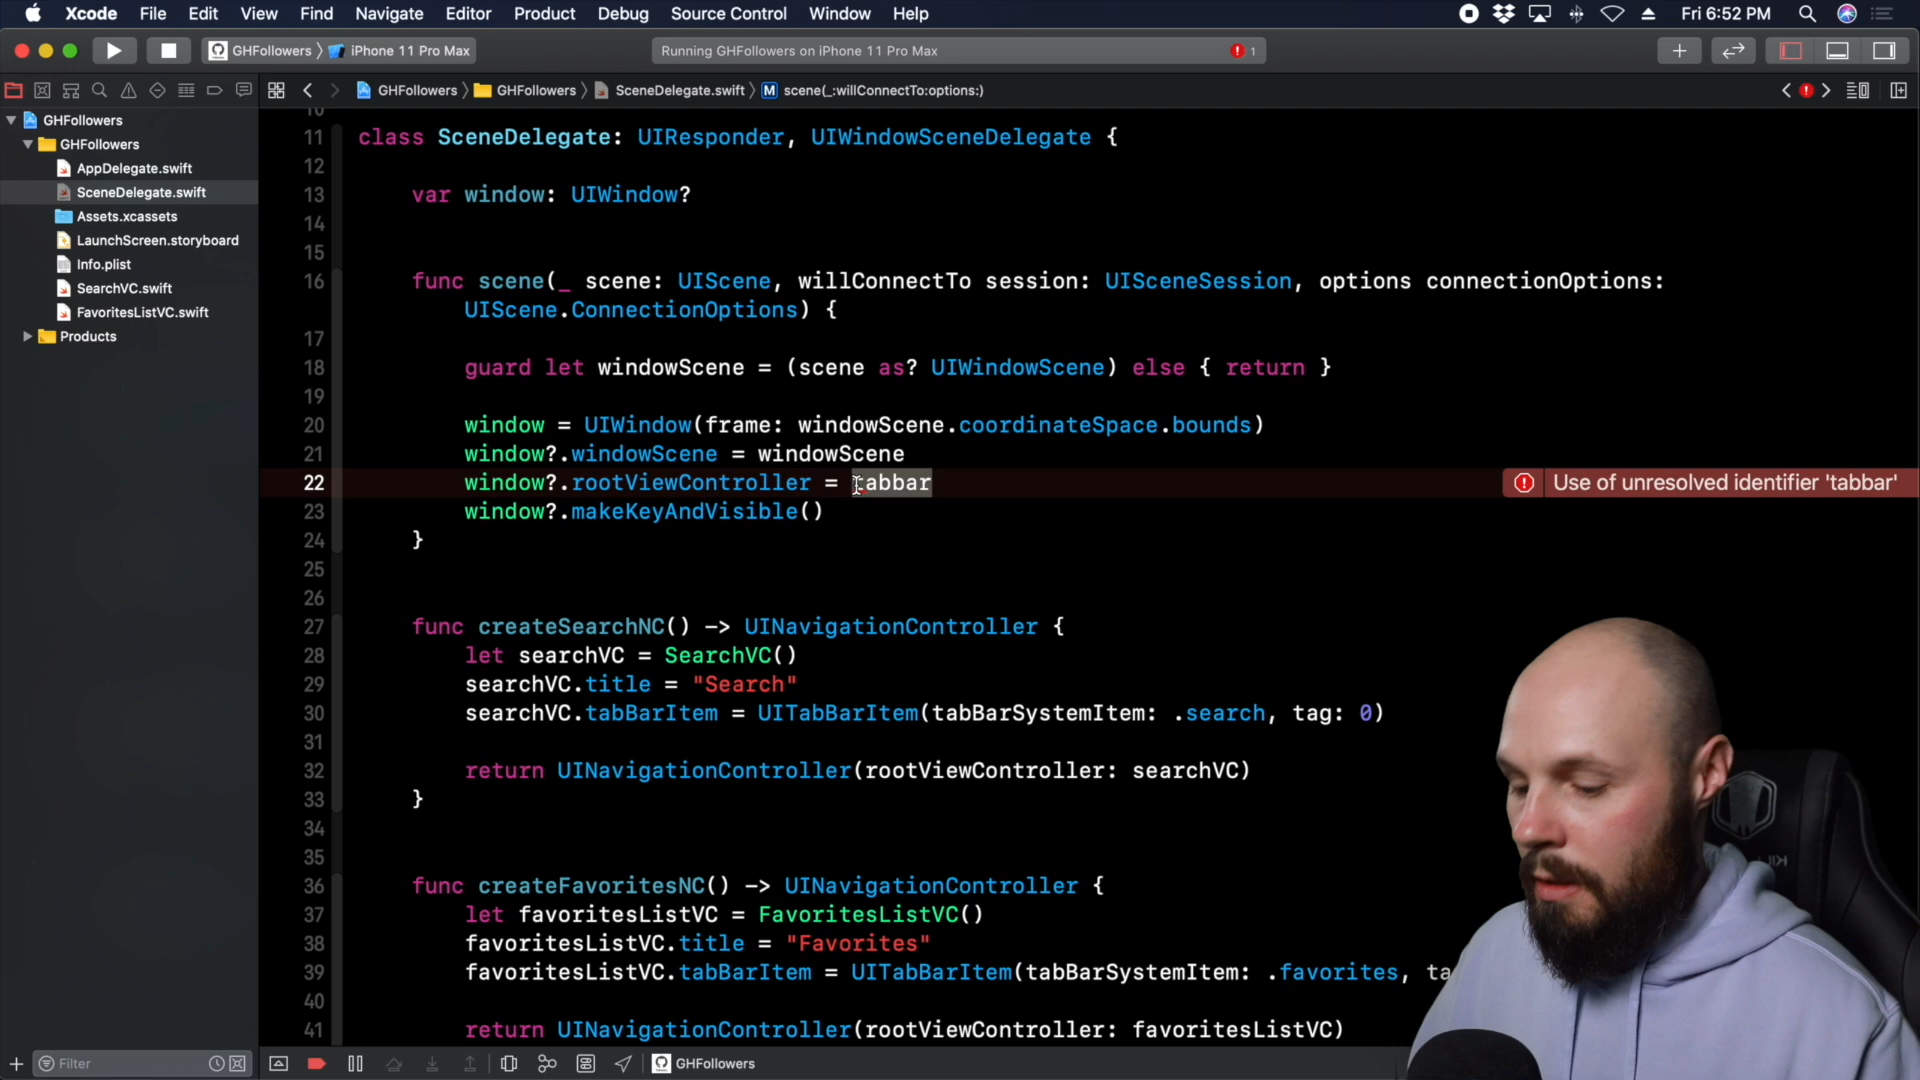 Xcode File Edit View Find Navigate Editor Product Debug Source Control Window Help Fri 6:52 PM
GHFollowers iPhone 11 Pro Max Running GHFollowers on iPhone 11 Pro Max 1
GHFollowers GHFollowers SceneDelegate.swift M scene(_:willConnectTo:options:)
GHFollowers
GHFollowers
AppDelegate.swift
SceneDelegate.swift
Assets.xcassets
LaunchScreen.storyboard
Info.plist
SearchVC.swift
FavoritesListVC.swift
Products
Filter
10
11 class SceneDelegate: UIResponder, UIWindowSceneDelegate {
12
13 var window: UIWindow?
14
15
16 func scene(_ scene: UIScene, willConnectTo session: UISceneSession, options connectionOptions:
UIScene.ConnectionOptions) {
17
18 guard let windowScene = (scene as? UIWindowScene) else { return }
19
20 window = UIWindow(frame: windowScene.coordinateSpace.bounds)
21 window?.windowScene = windowScene
22 window?.rootViewController = tabbar Use of unresolved identifier 'tabbar'
23 window?.makeKeyAndVisible()
24 }
25
26
27 func createSearchNC() -> UINavigationController {
28 let searchVC = SearchVC()
29 searchVC.title = "Search"
30 searchVC.tabBarItem = UITabBarItem(tabBarSystemItem: .search, tag: 0)
31
32 return UINavigationController(rootViewController: searchVC)
33 }
34
35
36 func createFavoritesNC() -> UINavigationController {
37 let favoritesListVC = FavoritesListVC()
38 favoritesListVC.title = "Favorites"
39 favoritesListVC.tabBarItem = UITabBarItem(tabBarSystemItem: .favorites, ta
40
41 return UINavigationController(rootViewController: favoritesListVC)
GHFollowers